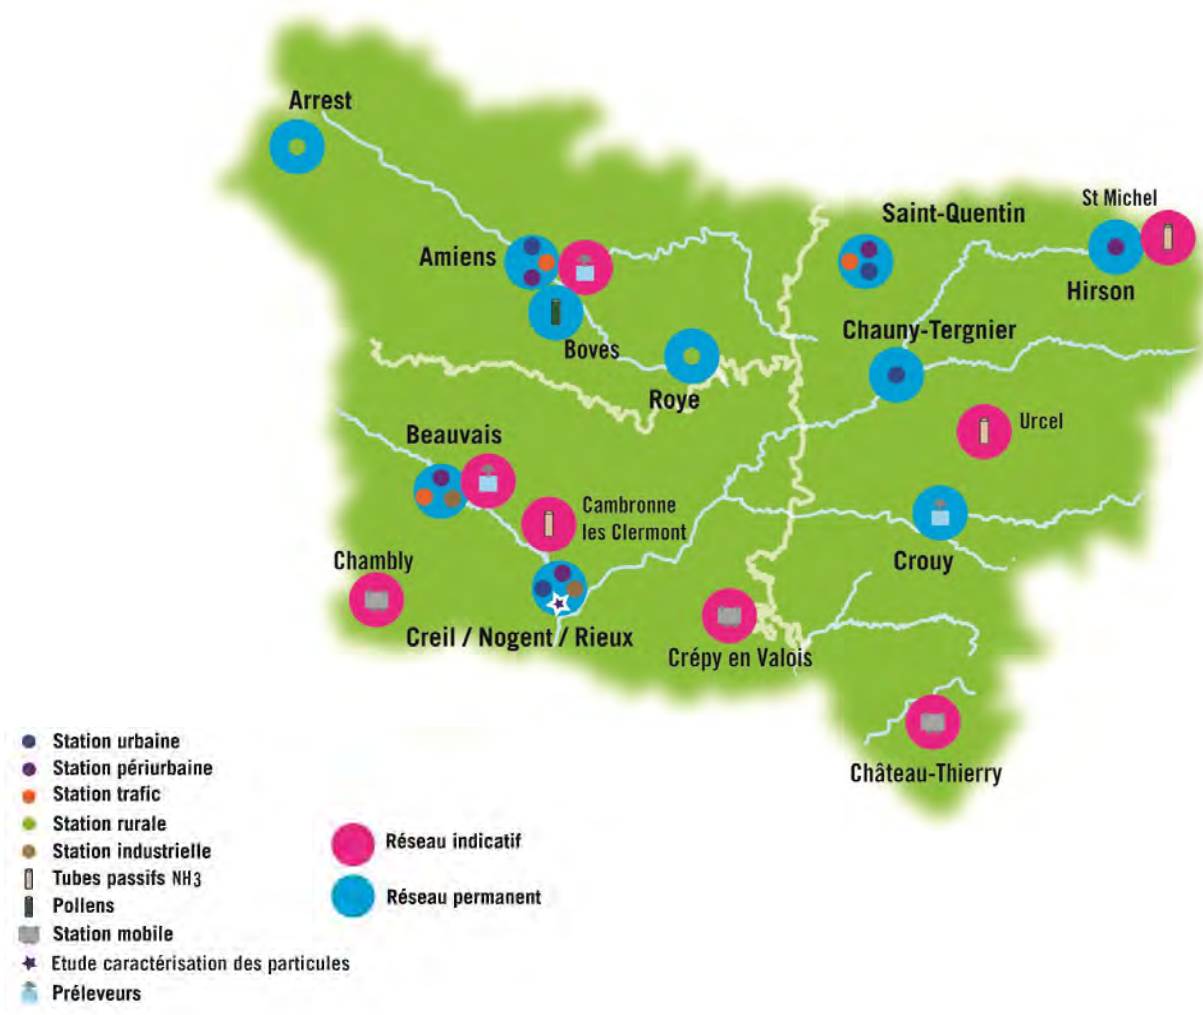 Arrest
St Michel
Saint-Quentin
Amiens
Hirson
Chauny-Tergnier
Boves
Roye
Urcel
Beauvais
Cambronne
les Clermont
Chambly
Crouy
Creil / Nogent / Rieux
Crépy en Valois
Château-Thierry
Station urbaine
Station périurbaine
Station trafic
Station rurale
Station industrielle
Tubes passifs NH3
Pollens
Station mobile
Etude caractérisation des particules
Préleveurs
Réseau indicatif
Réseau permanent